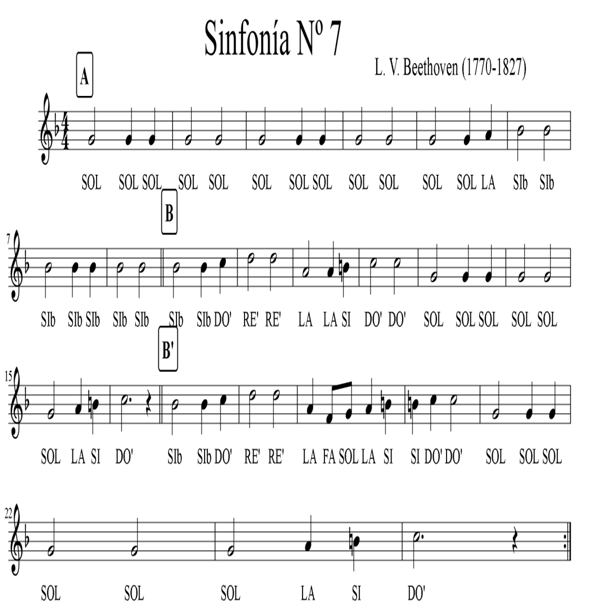 Sinfonía Nº 7
L. V. Beethoven (1770-1827)
A
4
4
SOL SOL SOL SOL SOL SOL SOL SOL SOL SOL SOL SOL LA SIb SIb
B
7
SIb SIb SIb SIb SIb SIb SIb DO' RE' RE' LA LA SI DO' DO' SOL SOL SOL SOL SOL
B'
15
SOL LA SI DO' SIb SIb DO' RE' RE' LA FA SOL LA SI SI DO' DO' SOL SOL SOL
22
SOL SOL SOL LA SI DO'